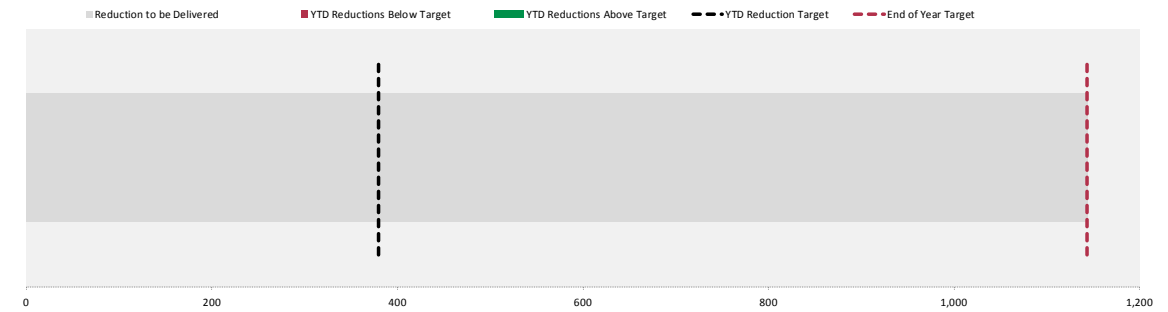 Reduction to be Delivered YTD Reductions Below Target YTD Reductions Above Target YTD Reduction Target End of Year Target
0 200 400 600 800 1,000 1,200